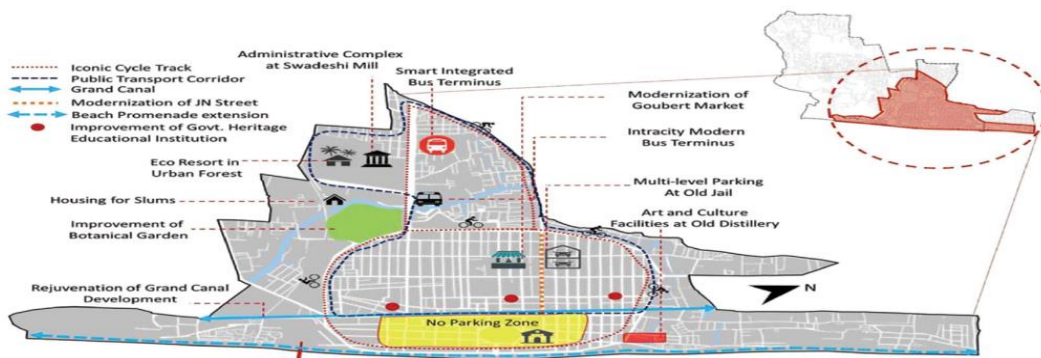 Iconic Cycle Track
Public Transport Corridor
Grand Canal
Modernization of JN Street
Beach Promenade extension
Improvement of Govt. Heritage
Educational Institution
Administrative Complex
at Swadeshi Mill
Smart Integrated
Bus Terminus
Modernization of
Goubert Market
Intracity Modern
Bus Terminus
Eco Resort in
Urban Forest
Multi-level Parking
At Old Jail
Housing for Slums
Art and Culture
Facilities at Old Distillery
Improvement of
Botanical Garden
Rejuvenation of Grand Canal
Development
N
No Parking Zone